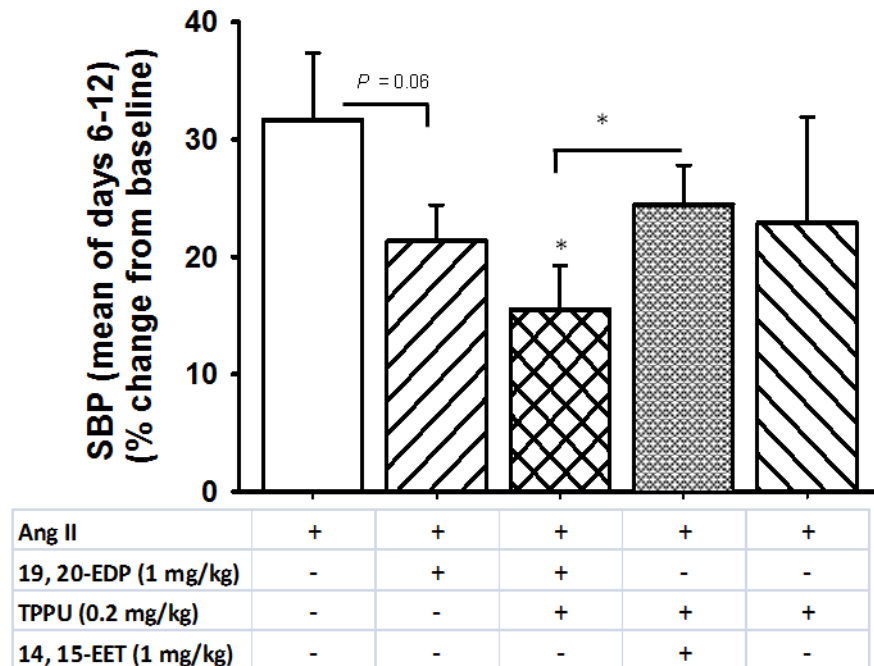 SBP (mean of days 6-12)
(% change from baseline)
40
30
20
10
0
P = 0.06
*
*
Ang II + + + + +
19, 20-EDP (1 mg/kg) - + + - -
TPPU (0.2 mg/kg) - - + + +
14, 15-EET (1 mg/kg) - - - + -